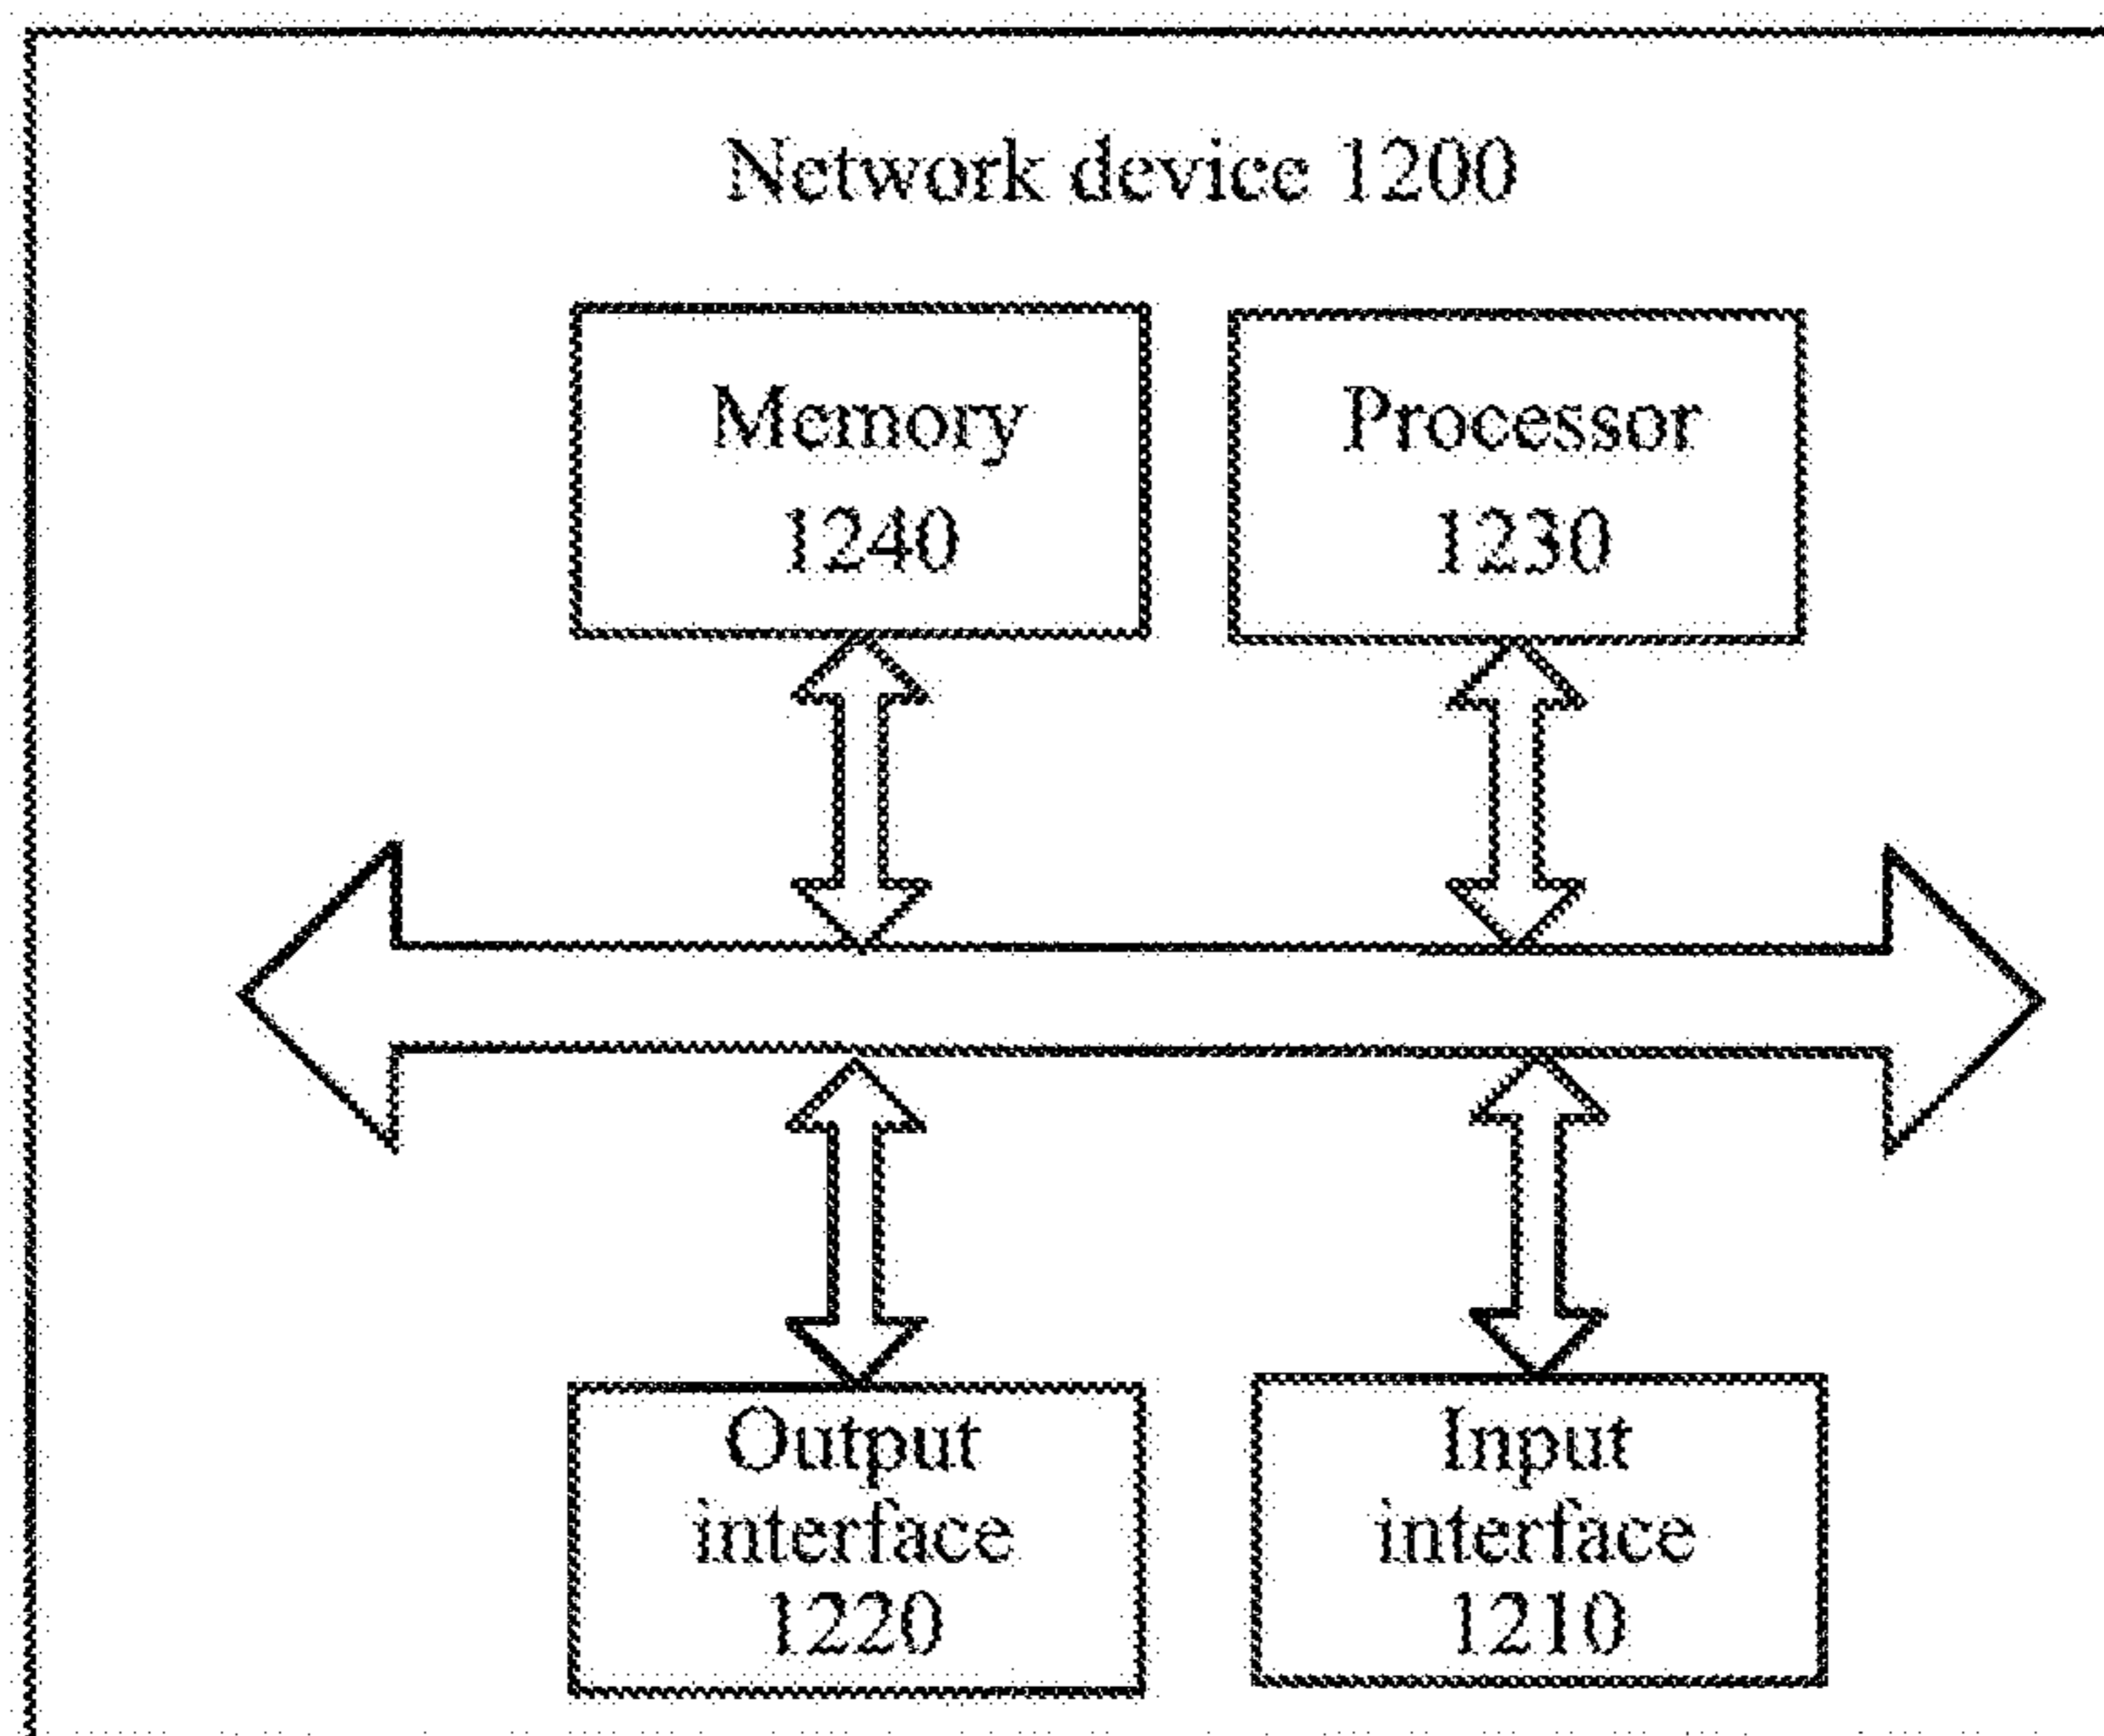 Network device 1200
Memory
1240
Processor
1230
Output
interface
1220
Input
interface
1210